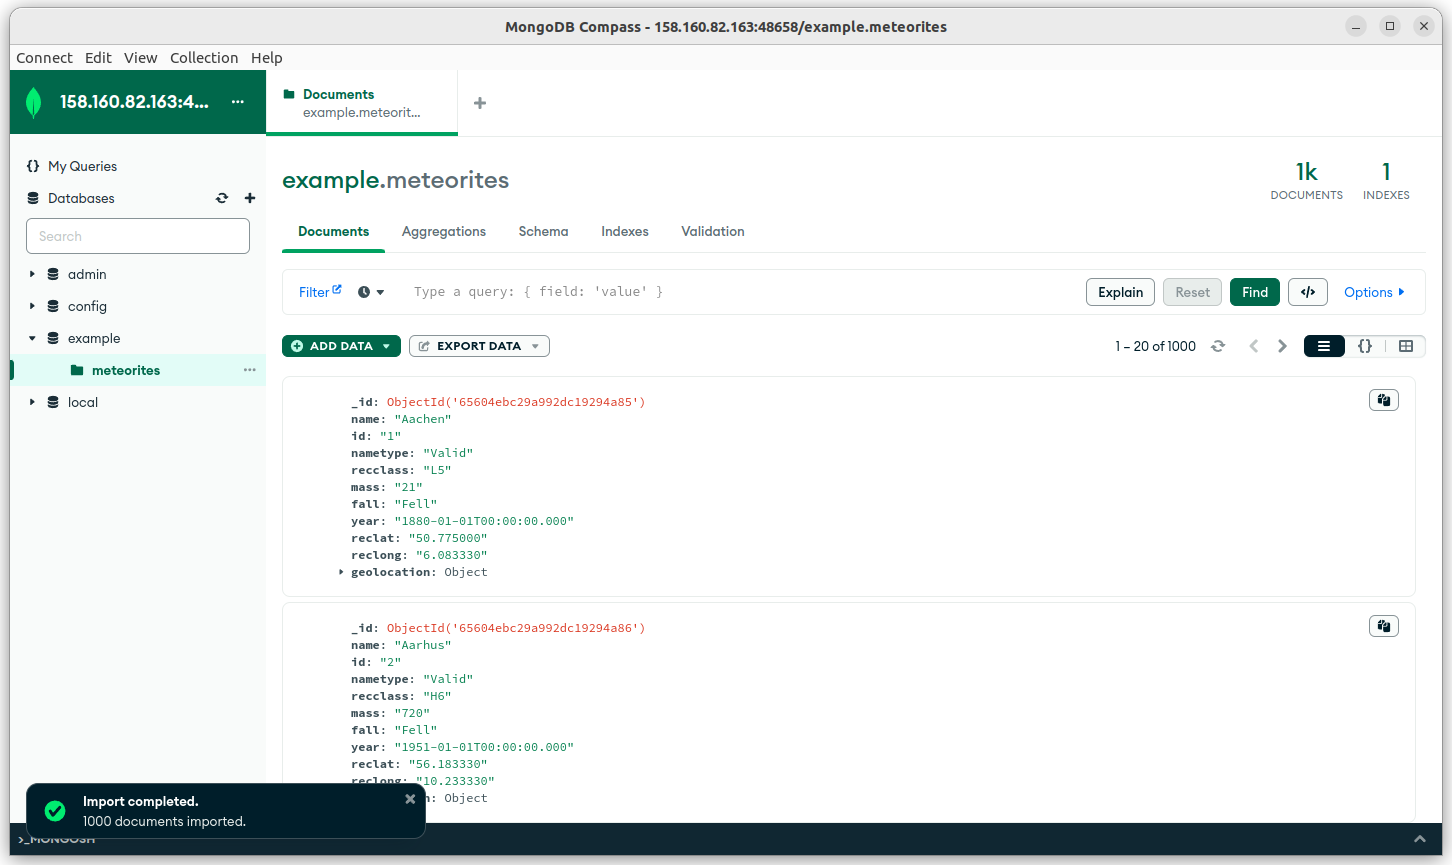 MongoDB Compass - 158.160.82.163:48658/example.meteorites
Connect Edit View Collection Help
158.160.82.163:4...
Documents
example.meteorit...
My Queries
Databases
Search
admin
config
example
meteorites
local
example.meteorites
1k
DOCUMENTS
1
INDEXES
Documents Aggregations Schema Indexes Validation
Filter Type a query: { field: 'value' } Explain Reset Find </> Options
ADD DATA EXPORT DATA 1 – 20 of 1000 {}
_id: ObjectId('65604ebc29a992dc19294a85')
name: "Aachen"
id: "1"
nametype: "Valid"
recclass: "L5"
mass: "21"
fall: "Fell"
year: "1880-01-01T00:00:00.000"
reclat: "50.775000"
reclong: "6.083330"
geolocation: Object
_id: ObjectId('65604ebc29a992dc19294a86')
name: "Aarhus"
id: "2"
nametype: "Valid"
recclass: "H6"
mass: "720"
fall: "Fell"
year: "1951-01-01T00:00:00.000"
reclat: "56.183330"
reclong: "10.233330"
n: Object
Import completed.
1000 documents imported.
>_MONGOSH